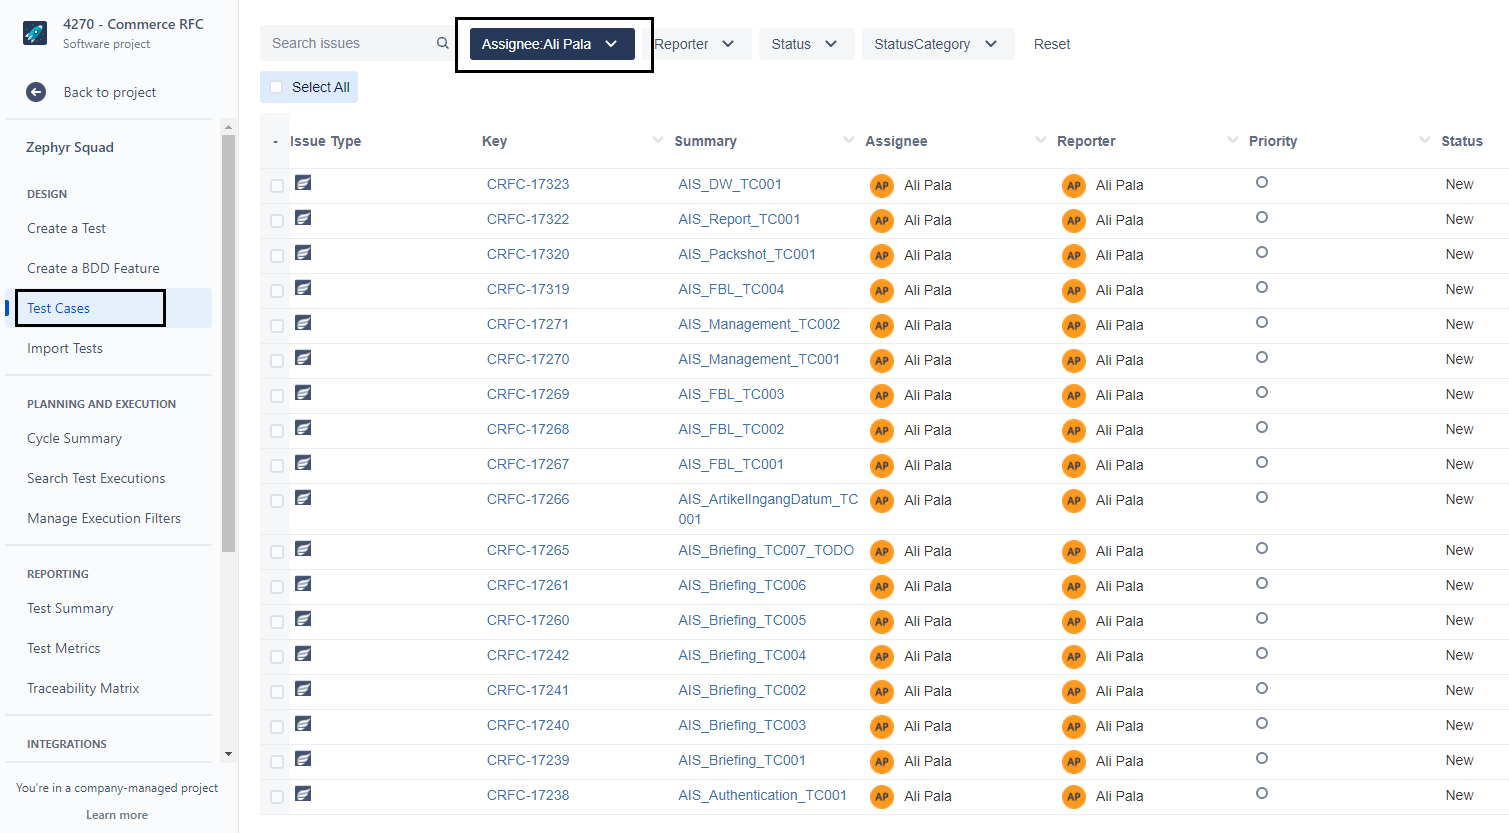 4270 - Commerce RFC
Software project
Back to project
Zephyr Squad
DESIGN
Create a Test
Create a BDD Feature
Test Cases
Import Tests
PLANNING AND EXECUTION
Cycle Summary
Search Test Executions
Manage Execution Filters
REPORTING
Test Summary
Test Metrics
Traceability Matrix
INTEGRATIONS
You're in a company-managed project
Learn more
Search issues Assignee:Ali Pala Reporter Status StatusCategory Reset
Select All
- Issue Type Key Summary Assignee Reporter Priority Status
CRFC-17323 AIS_DW_TC001 AP Ali Pala AP Ali Pala New
CRFC-17322 AIS_Report_TC001 AP Ali Pala AP Ali Pala New
CRFC-17320 AIS_Packshot_TC001 AP Ali Pala AP Ali Pala New
CRFC-17319 AIS_FBL_TC004 AP Ali Pala AP Ali Pala New
CRFC-17271 AIS_Management_TC002 AP Ali Pala AP Ali Pala New
CRFC-17270 AIS_Management_TC001 AP Ali Pala AP Ali Pala New
CRFC-17269 AIS_FBL_TC003 AP Ali Pala AP Ali Pala New
CRFC-17268 AIS_FBL_TC002 AP Ali Pala AP Ali Pala New
CRFC-17267 AIS_FBL_TC001 AP Ali Pala AP Ali Pala New
CRFC-17266 AIS_ArtikelIngangDatum_TC AP Ali Pala AP Ali Pala New
001
CRFC-17265 AIS_Briefing_TC007_TODO AP Ali Pala AP Ali Pala New
CRFC-17261 AIS_Briefing_TC006 AP Ali Pala AP Ali Pala New
CRFC-17260 AIS_Briefing_TC005 AP Ali Pala AP Ali Pala New
CRFC-17242 AIS_Briefing_TC004 AP Ali Pala AP Ali Pala New
CRFC-17241 AIS_Briefing_TC002 AP Ali Pala AP Ali Pala New
CRFC-17240 AIS_Briefing_TC003 AP Ali Pala AP Ali Pala New
CRFC-17239 AIS_Briefing_TC001 AP Ali Pala AP Ali Pala New
CRFC-17238 AIS_Authentication_TC001 AP Ali Pala AP Ali Pala New